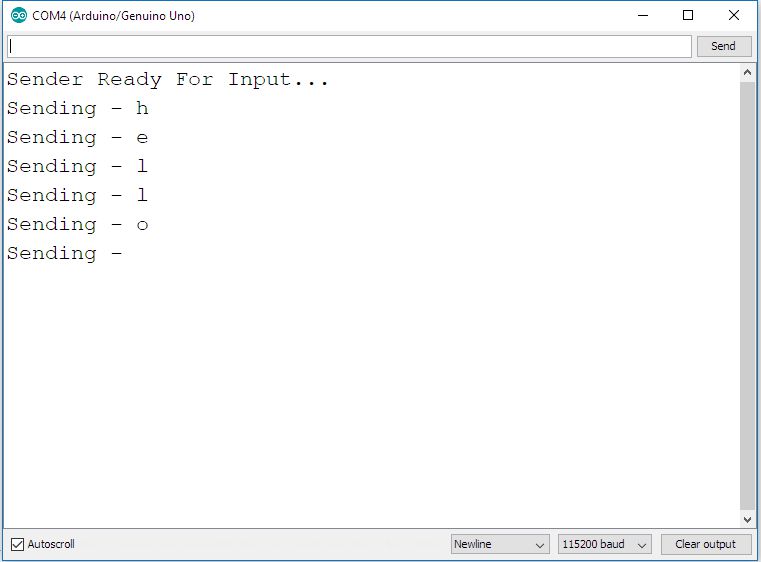 COM4 (Arduino/Genuino Uno)
Send
Sender Ready For Input...
Sending - h
Sending - e
Sending - l
Sending - l
Sending - o
Sending -
Autoscroll
Newline
115200 baud
Clear output